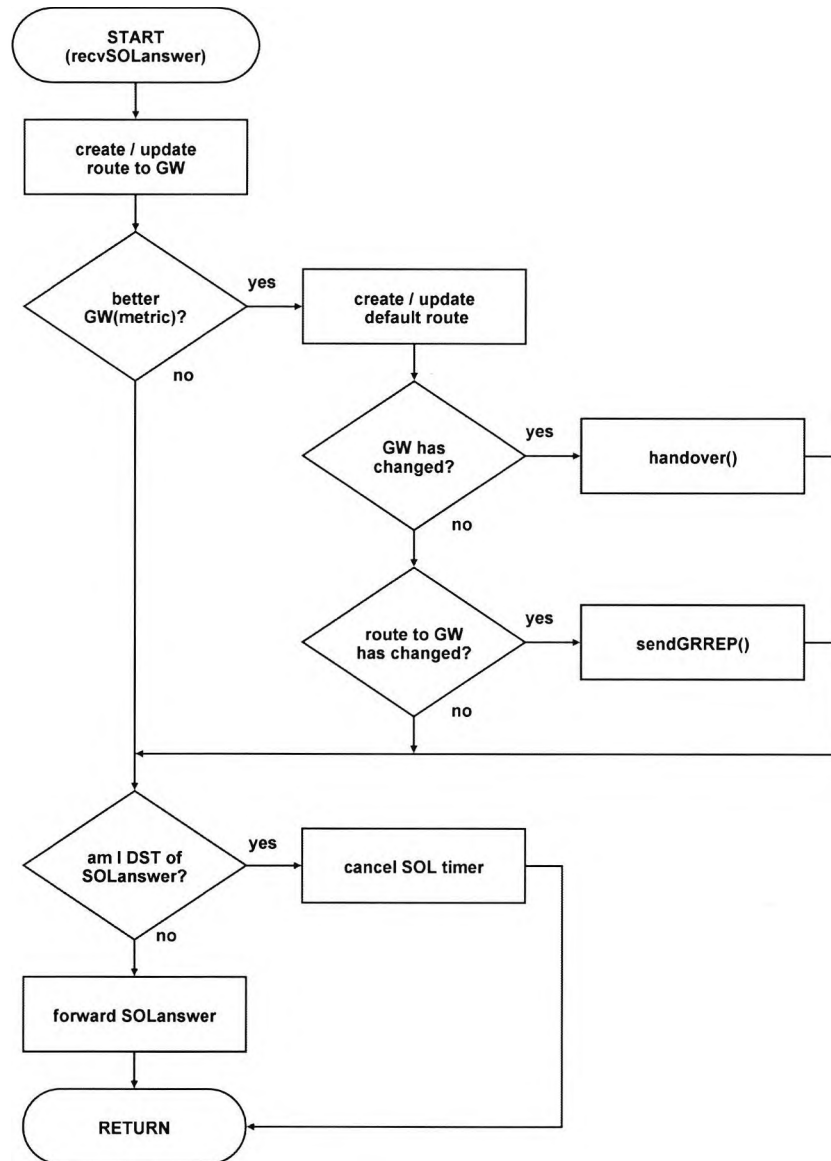 START
(recvSOLanswer)
create / update
route to GW
better
GW(metric)?
yes
no
create / update
default route
GW has
changed?
yes
no
handover()
route to GW
has changed?
yes
no
sendGRREP()
am I DST of
SOLanswer?
yes
no
cancel SOL timer
forward SOLanswer
RETURN